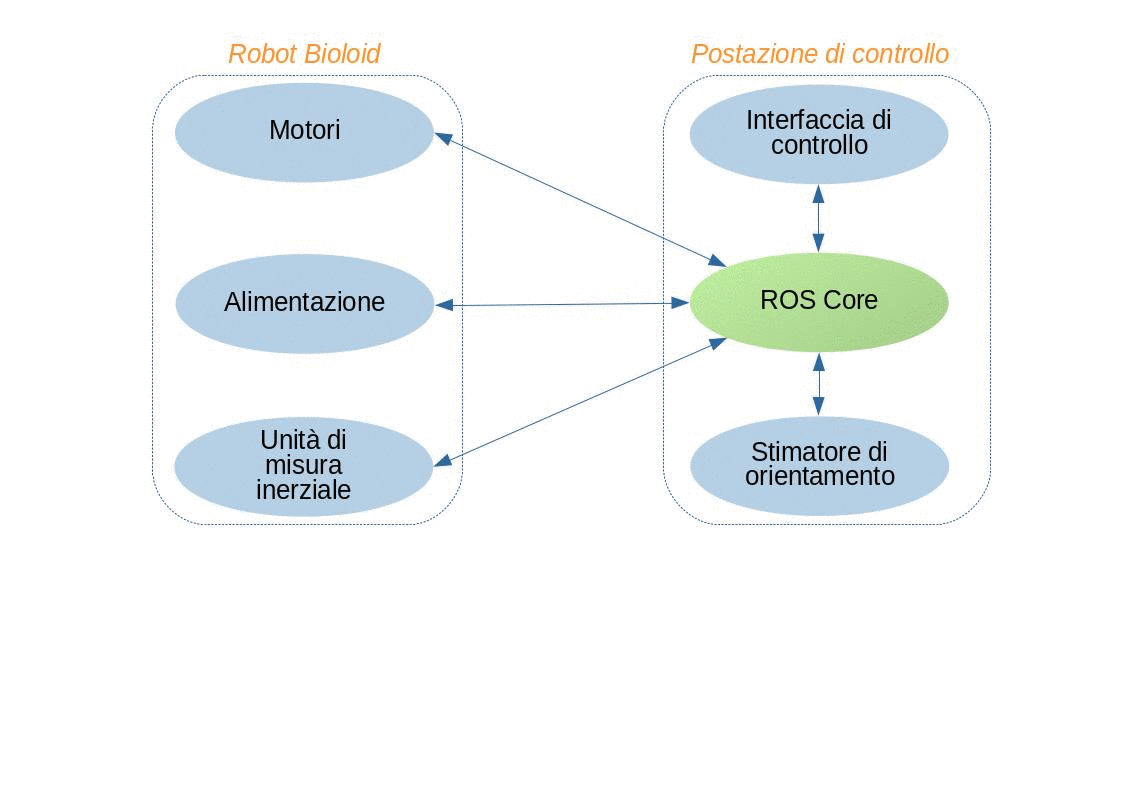 Robot Bioloid
Motori
Alimentazione
Unità di
misura
inerziale
Postazione di controllo
Interfaccia di
controllo
ROS Core
Stimatore di
orientamento